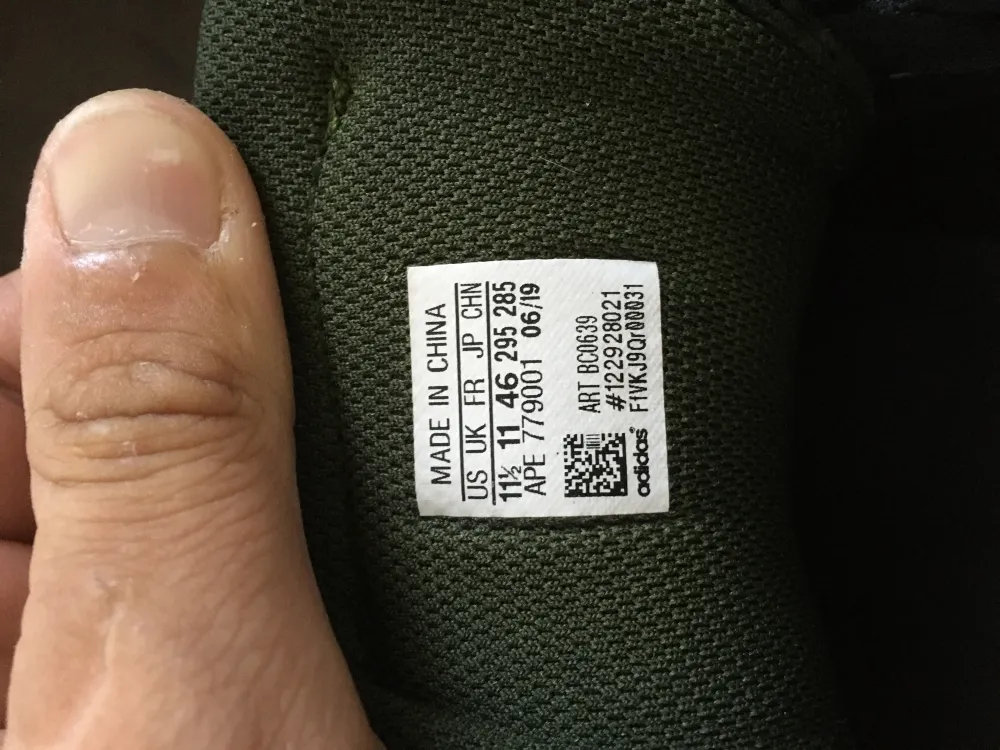 MADE IN CHINA
US UK FR JP CHN
11½ 11 46 295 285
APE 779001 06/19
ART BC0639
#122928021
F1VKJ9Qr00031
adidas®